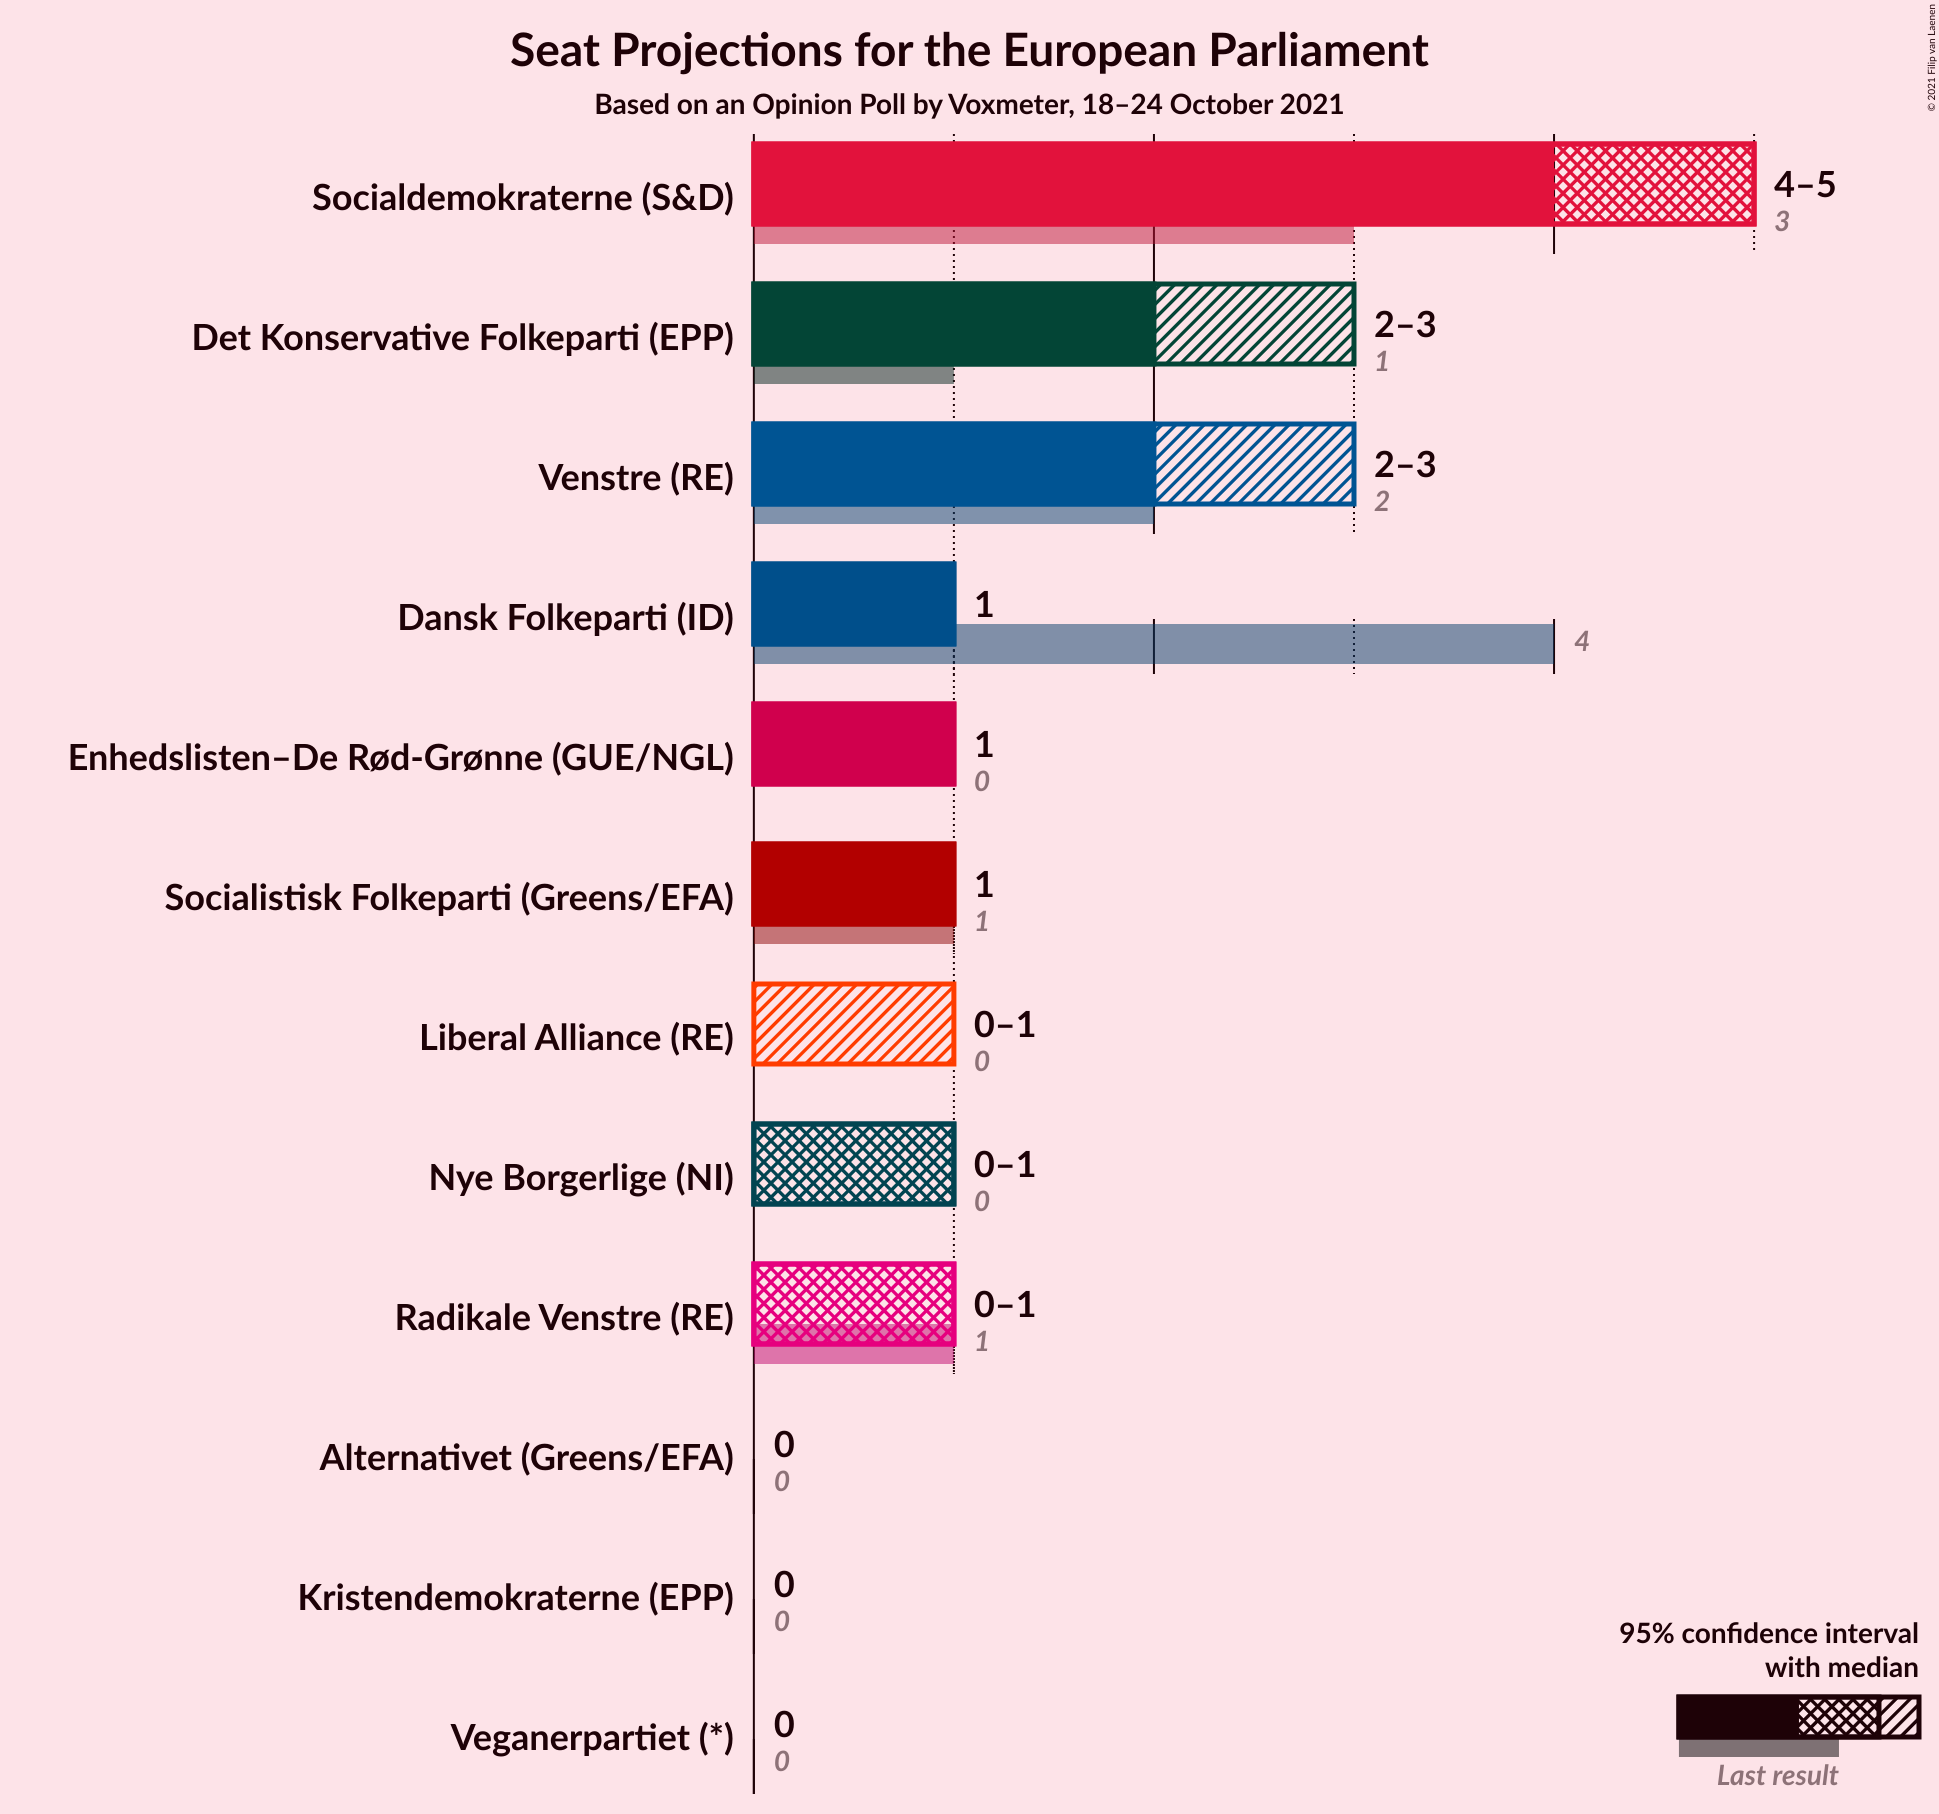 Seat Projections for the European Parliament
Based on an Opinion Poll by Voxmeter, 18–24 October 2021
© 2021 Filip van Laenen
Socialdemokraterne (S&D)
4–5
3
Det Konservative Folkeparti (EPP)
2–3
1
Venstre (RE)
2–3
2
Dansk Folkeparti (ID)
1
4
Enhedslisten–De Rød-Grønne (GUE/NGL)
1
0
Socialistisk Folkeparti (Greens/EFA)
1
1
Liberal Alliance (RE)
0–1
0
Nye Borgerlige (NI)
0–1
0
Radikale Venstre (RE)
0–1
1
Alternativet (Greens/EFA)
0
0
Kristendemokraterne (EPP)
0
0
Veganerpartiet (*)
0
0
95% confidence interval
with median
Last result